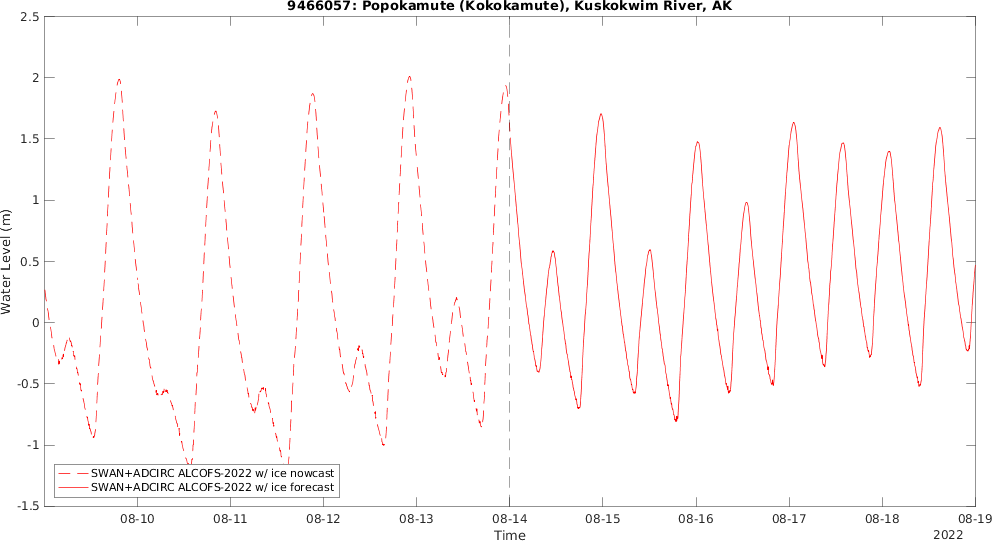 9466057: Popokamute (Kokokamute), Kuskokwim River, AK
2.5
2
1.5
1
0.5
0
-0.5
-1
-1.5
Water Level (m)
SWAN+ADCIRC ALCOFS-2022 w/ ice nowcast
SWAN+ADCIRC ALCOFS-2022 w/ ice forecast
08-10 08-11 08-12 08-13 08-14 08-15 08-16 08-17 08-18 08-19
Time
2022